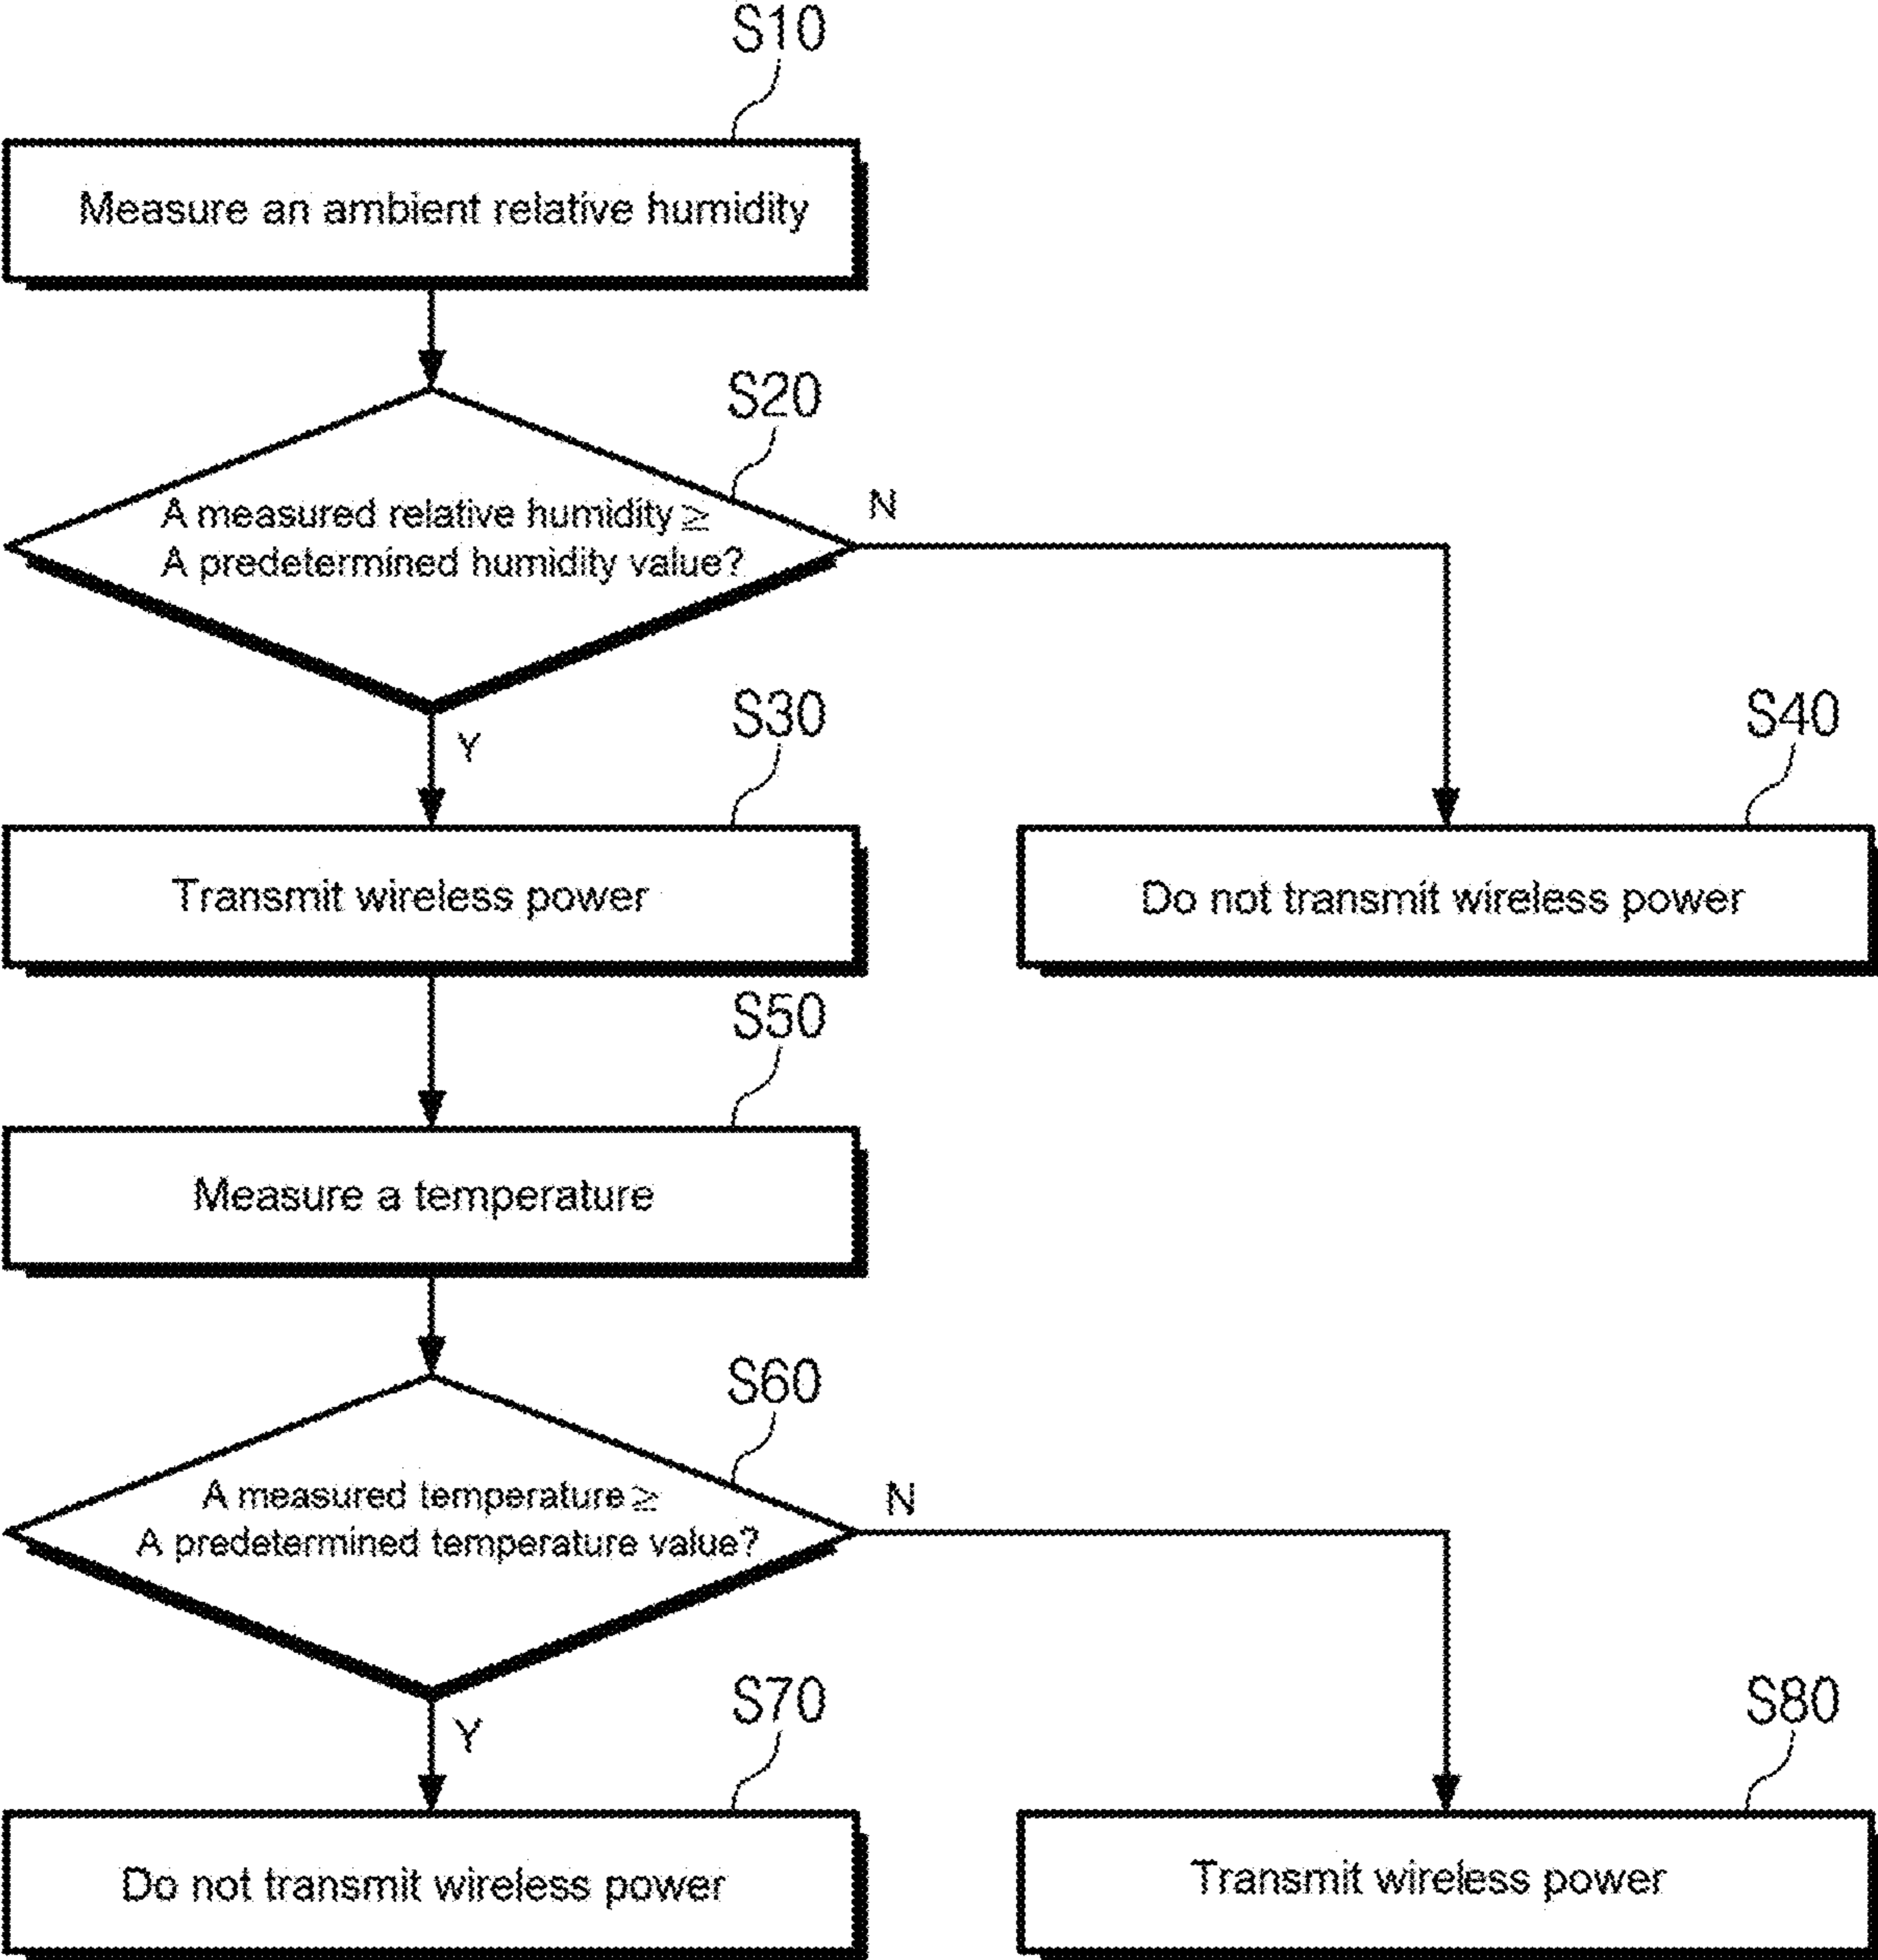 S10
Measure an ambient relative humidity
S20
A measured relative humidity ≧
A predetermined humidity value?
N
Y
S30
S40
Transmit wireless power
Do not transmit wireless power
S50
Measure a temperature
S60
A measured temperature ≧
A predetermined temperature value?
N
Y
S70
S80
Do not transmit wireless power
Transmit wireless power